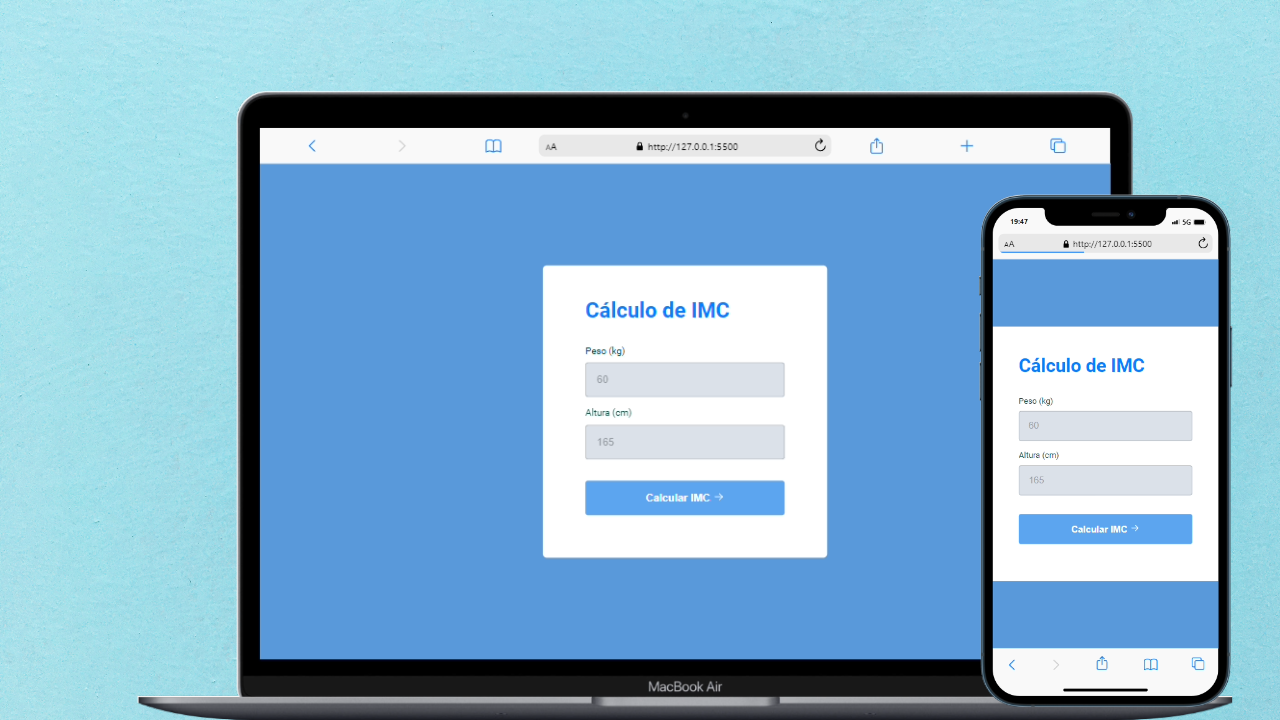 AA http://127.0.0.1:5500
Cálculo de IMC
Peso (kg)
60
Altura (cm)
165
Calcular IMC →
MacBook Air
19:47 5G
AA http://127.0.0.1:5500
Cálculo de IMC
Peso (kg)
60
Altura (cm)
165
Calcular IMC →